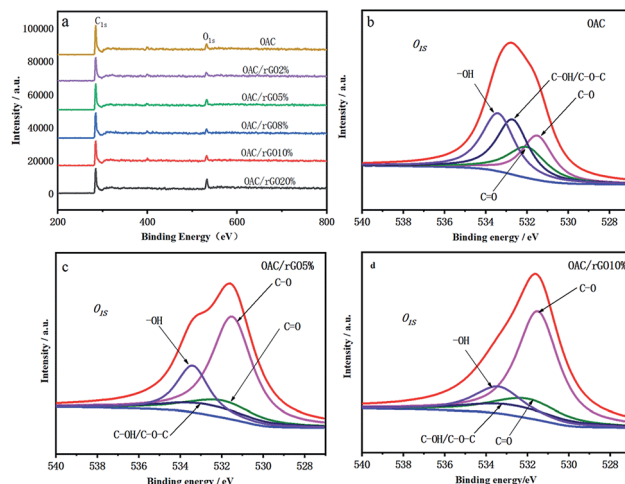 a
C1s
O1s
OAC
OAC/rGO2%
OAC/rGO5%
OAC/rGO8%
OAC/rGO10%
OAC/rGO20%
100000
80000
60000
40000
20000
0
200 400 600 800
Binding Energy (eV)
Intensity / a.u.
b
OAC
O1S
-OH
C-OH/C-O-C
C-O
C=O
540 538 536 534 532 530 528
Binding Energy / eV
Intensity / a.u.
c
OAC/rGO5%
O1S
C-O
-OH
C=O
C-OH/C-O-C
540 538 536 534 532 530 528
Binding energy / eV
Intensity / a.u.
d
OAC/rGO10%
O1S
C-O
-OH
C-OH/C-O-C
C=O
540 538 536 534 532 530 528
Binding energy/eV
Intensity / a.u.